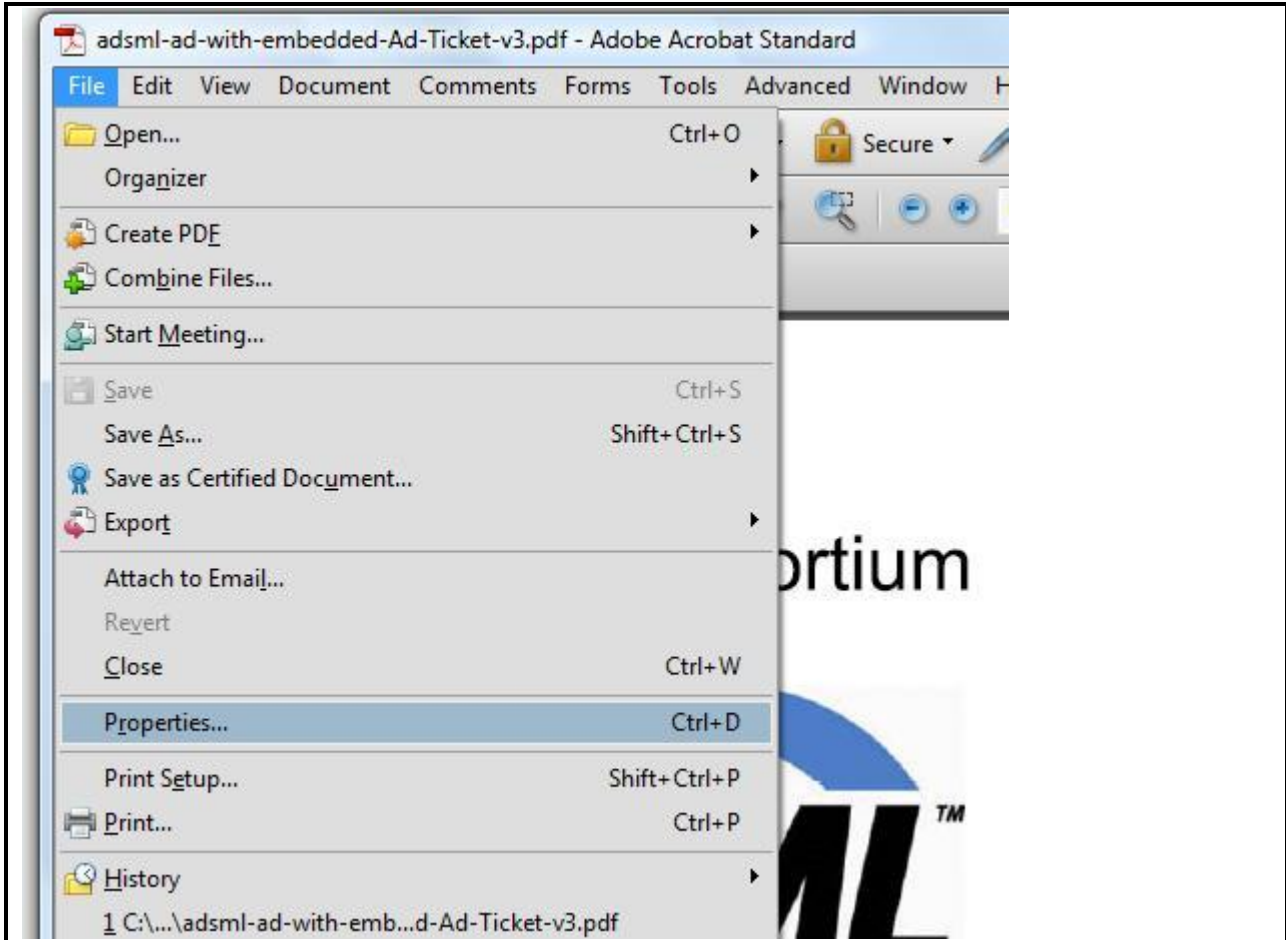 adsml-ad-with-embedded-Ad-Ticket-v3.pdf - Adobe Acrobat Standard
File Edit View Document Comments Forms Tools Advanced Window H
Open... Ctrl+O
Secure
Organizer
Create PDF
Combine Files...
Start Meeting...
Save Ctrl+S
Save As... Shift+Ctrl+S
Save as Certified Document...
Export
ortium
Attach to Email...
Revert
Close Ctrl+W
Properties... Ctrl+D
Print Setup... Shift+Ctrl+P
Print... Ctrl+P
ML™
History
1 C:\...\adsml-ad-with-emb...d-Ad-Ticket-v3.pdf